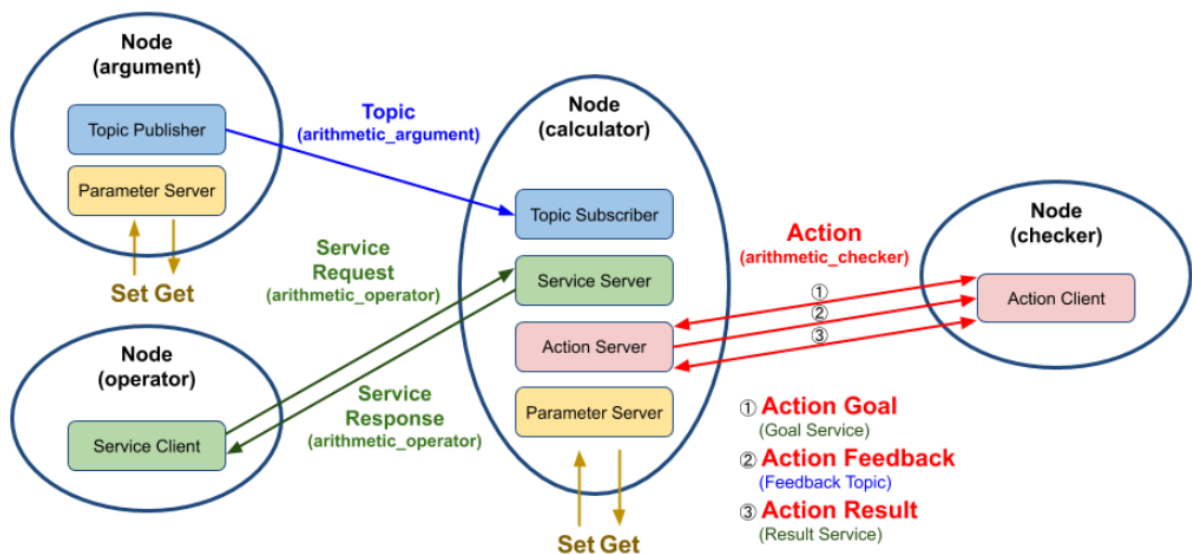 Node
(argument)
Topic Publisher
Parameter Server
Set Get
Topic
(arithmetic_argument)
Service
Request
(arithmetic_operator)
Node
(operator)
Service Client
Service
Response
(arithmetic_operator)
Node
(calculator)
Topic Subscriber
Service Server
Action Server
Parameter Server
Set Get
Action
(arithmetic_checker)
①
②
③
Node
(checker)
Action Client
① Action Goal
(Goal Service)
② Action Feedback
(Feedback Topic)
③ Action Result
(Result Service)